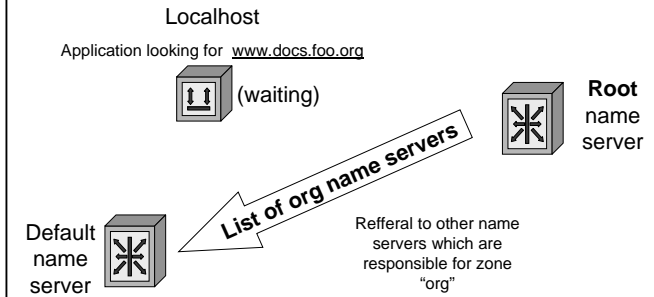 Localhost
Application looking for www.docs.foo.org
(waiting)
Root
name
server
List of org name servers
Default
name
server
Refferal to other name
servers which are
responsible for zone
“org”